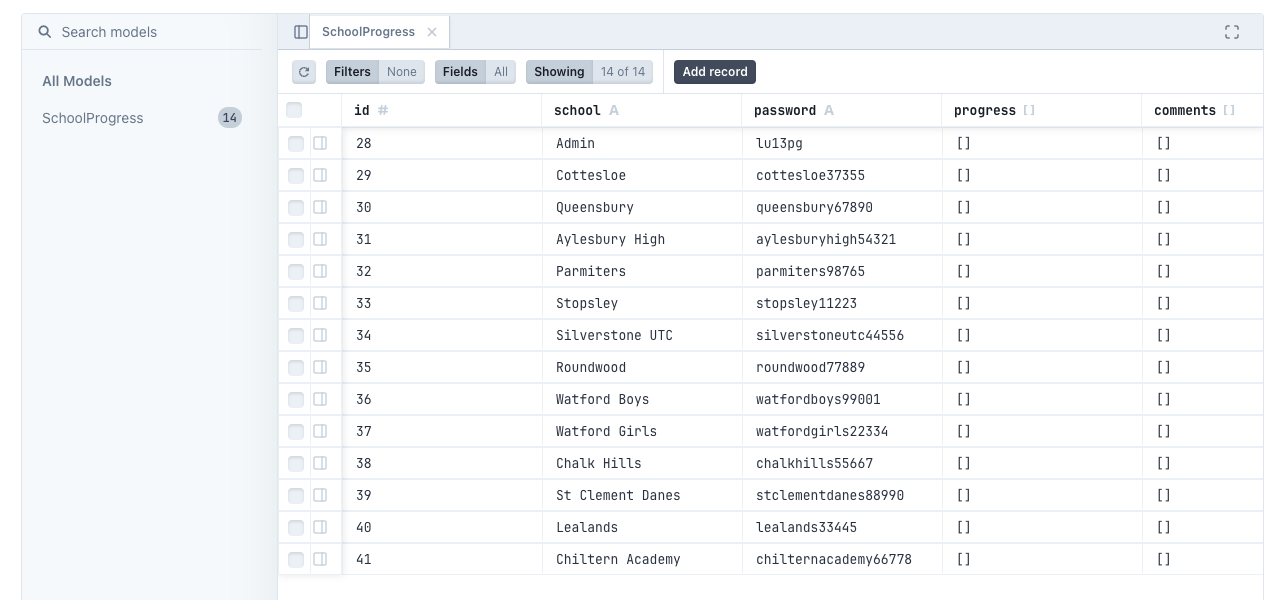 Search models
SchoolProgress
All Models
SchoolProgress 14
Filters None Fields All Showing 14 of 14 Add record
id # school A password A progress [] comments []
28 Admin lu13pg [] []
29 Cottesloe cottesloe37355 [] []
30 Queensbury queensbury67890 [] []
31 Aylesbury High aylesburyhigh54321 [] []
32 Parmiters parmiters98765 [] []
33 Stopsley stopsley11223 [] []
34 Silverstone UTC silverstoneutc44556 [] []
35 Roundwood roundwood77889 [] []
36 Watford Boys watfordboys99001 [] []
37 Watford Girls watfordgirls22334 [] []
38 Chalk Hills chalkhills55667 [] []
39 St Clement Danes stclementdanes88990 [] []
40 Lealands lealands33445 [] []
41 Chiltern Academy chilternacademy66778 [] []